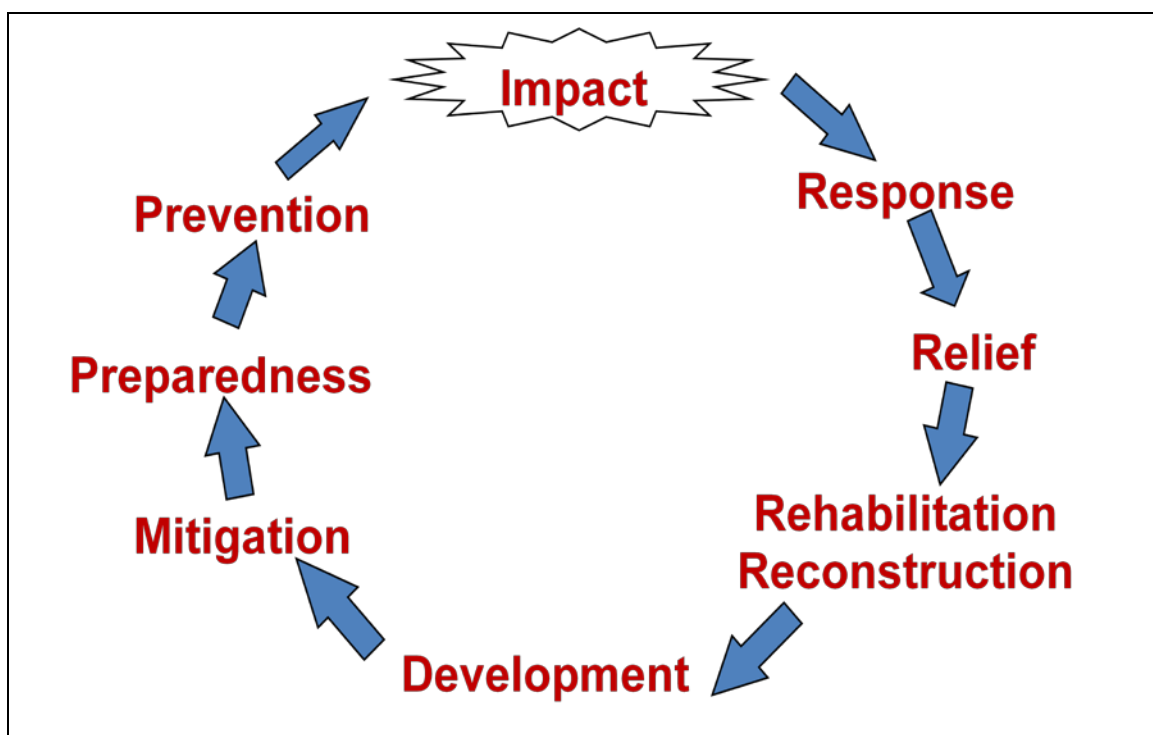 Impact
Response
Relief
Rehabilitation
Reconstruction
Development
Mitigation
Preparedness
Prevention